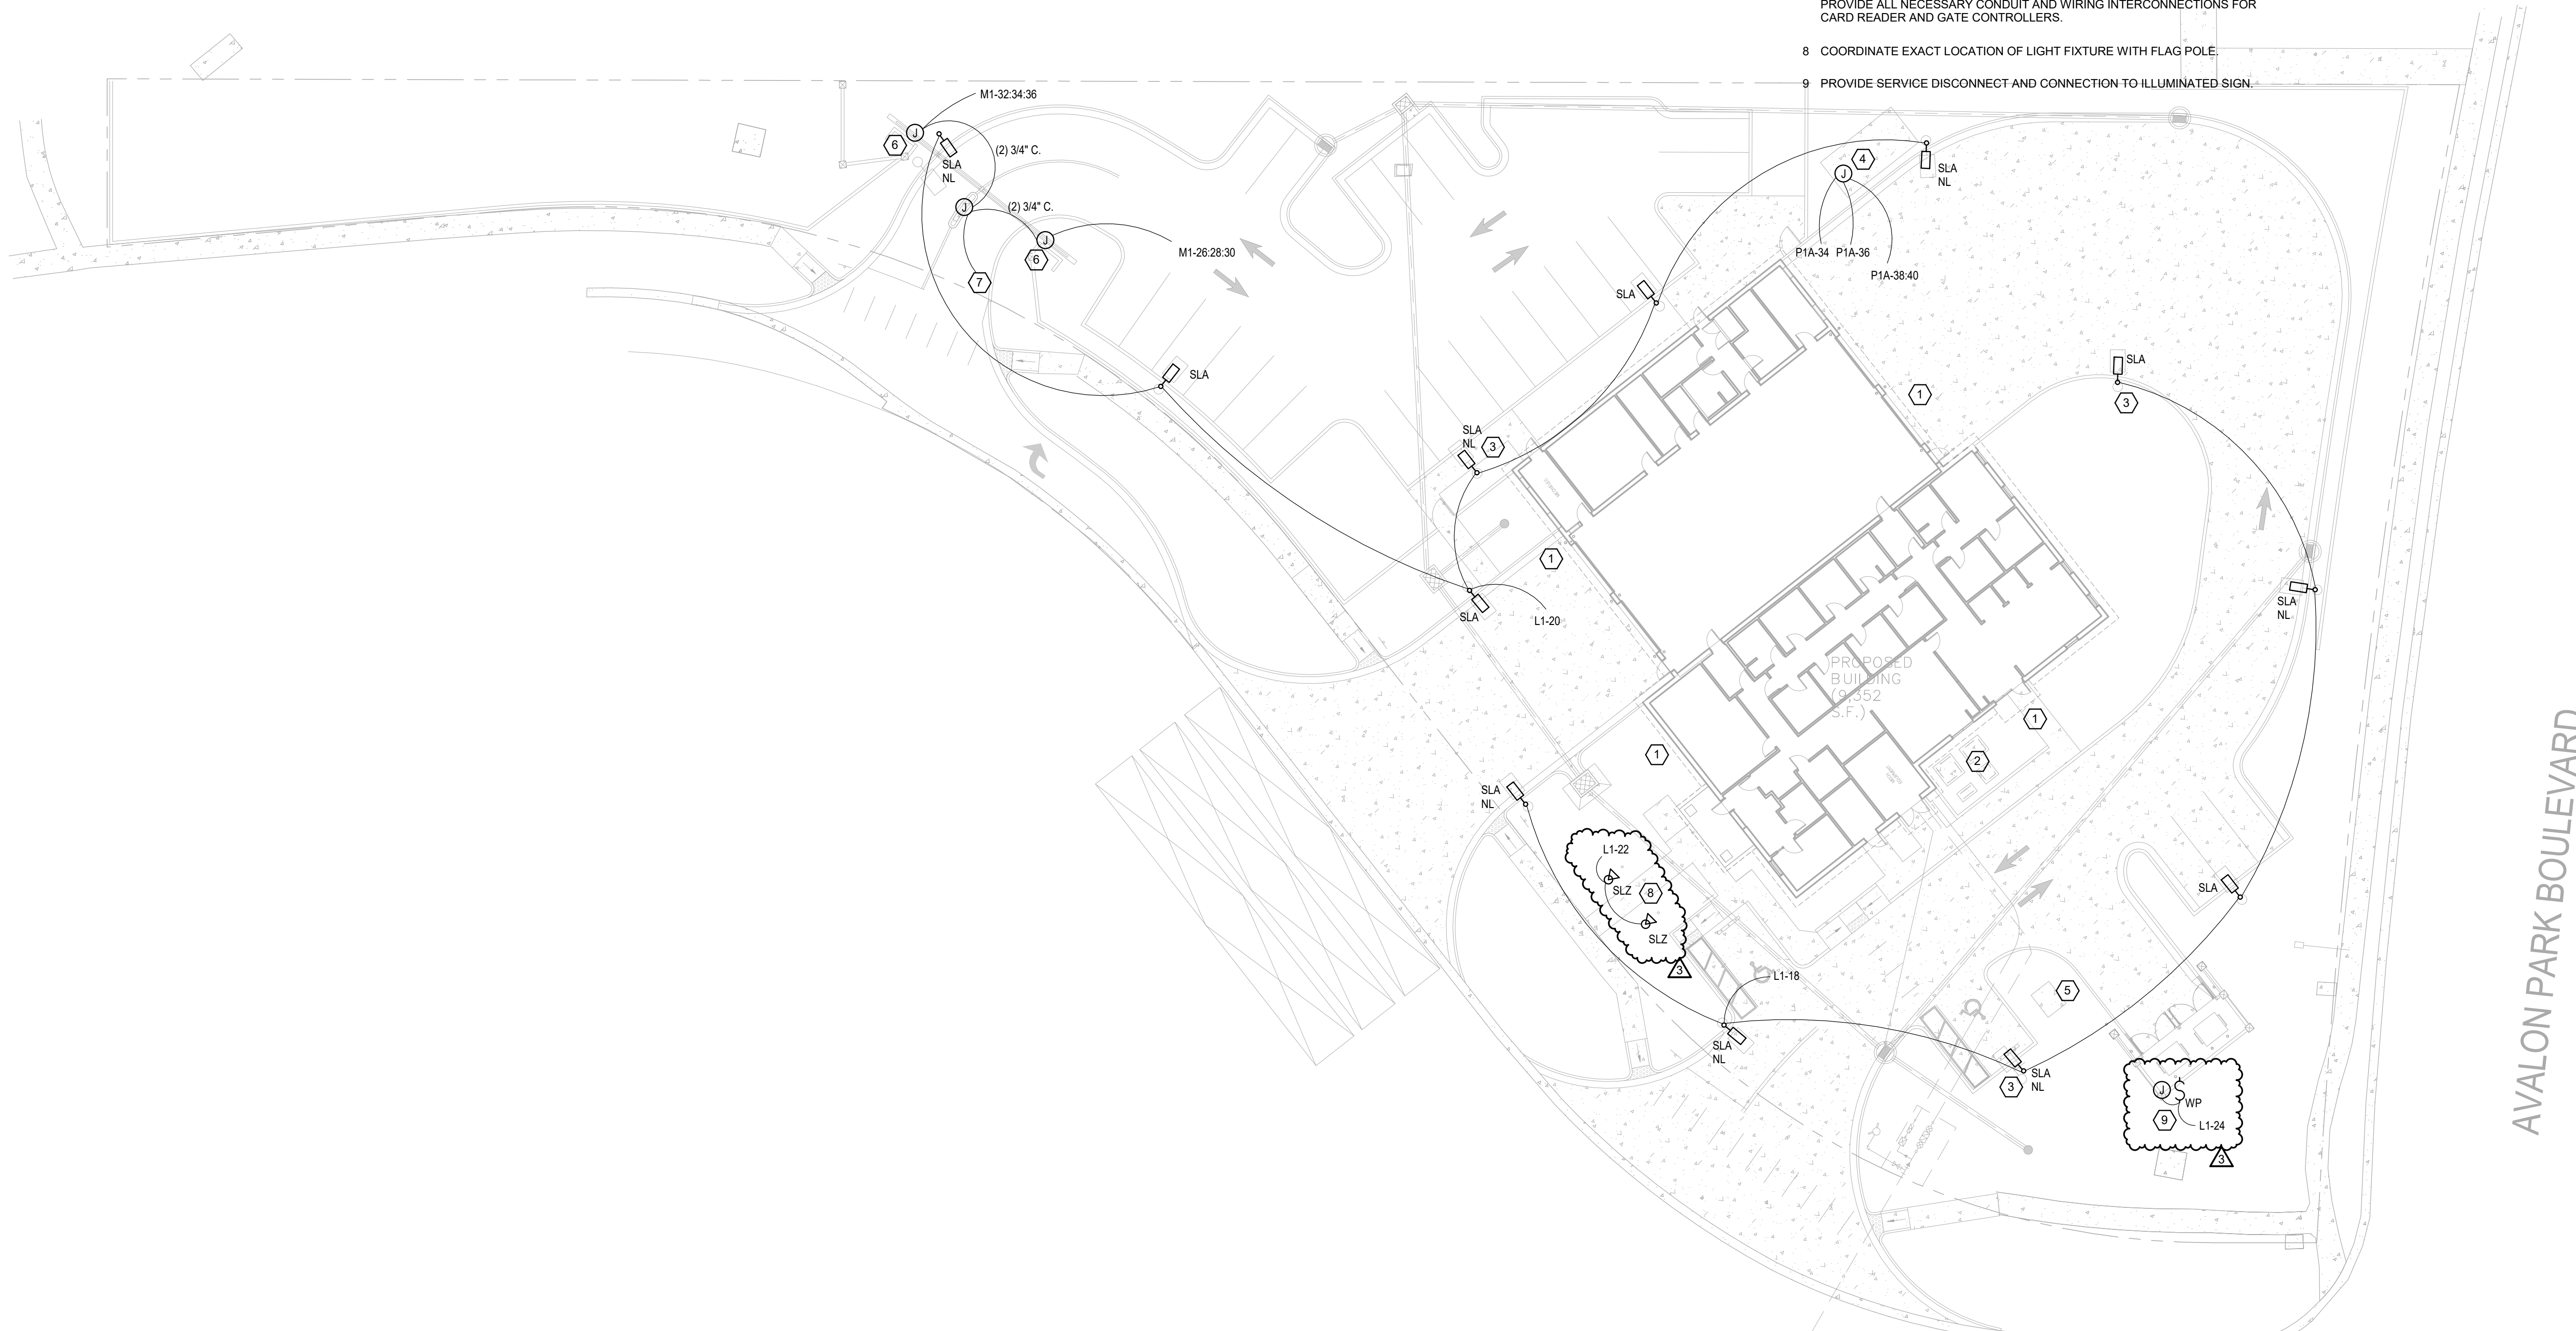 PROVIDE ALL NECESSARY CONDUIT AND WIRING INTERCONNECTIONS FOR
CARD READER AND GATE CONTROLLERS.
8 COORDINATE EXACT LOCATION OF LIGHT FIXTURE WITH FLAG POLE.
9 PROVIDE SERVICE DISCONNECT AND CONNECTION TO ILLUMINATED SIGN.
M1-32:34:36
J
6
SLA
NL
(2) 3/4" C.
J
(2) 3/4" C.
J
6
M1-26:28:30
7
SLA
4
J
SLA
NL
P1A-34
P1A-36
P1A-38:40
SLA
SLA
NL
3
1
SLA
3
1
SLA
L1-20
SLA
NL
PROPOSED
BUILDING
(9,352
S.F.)
1
1
2
SLA
NL
L1-22
SLZ
8
SLZ
3
SLA
L1-18
SLA
NL
5
3
SLA
NL
J
S
WP
9
L1-24
3
AVALON PARK BOULEVARD